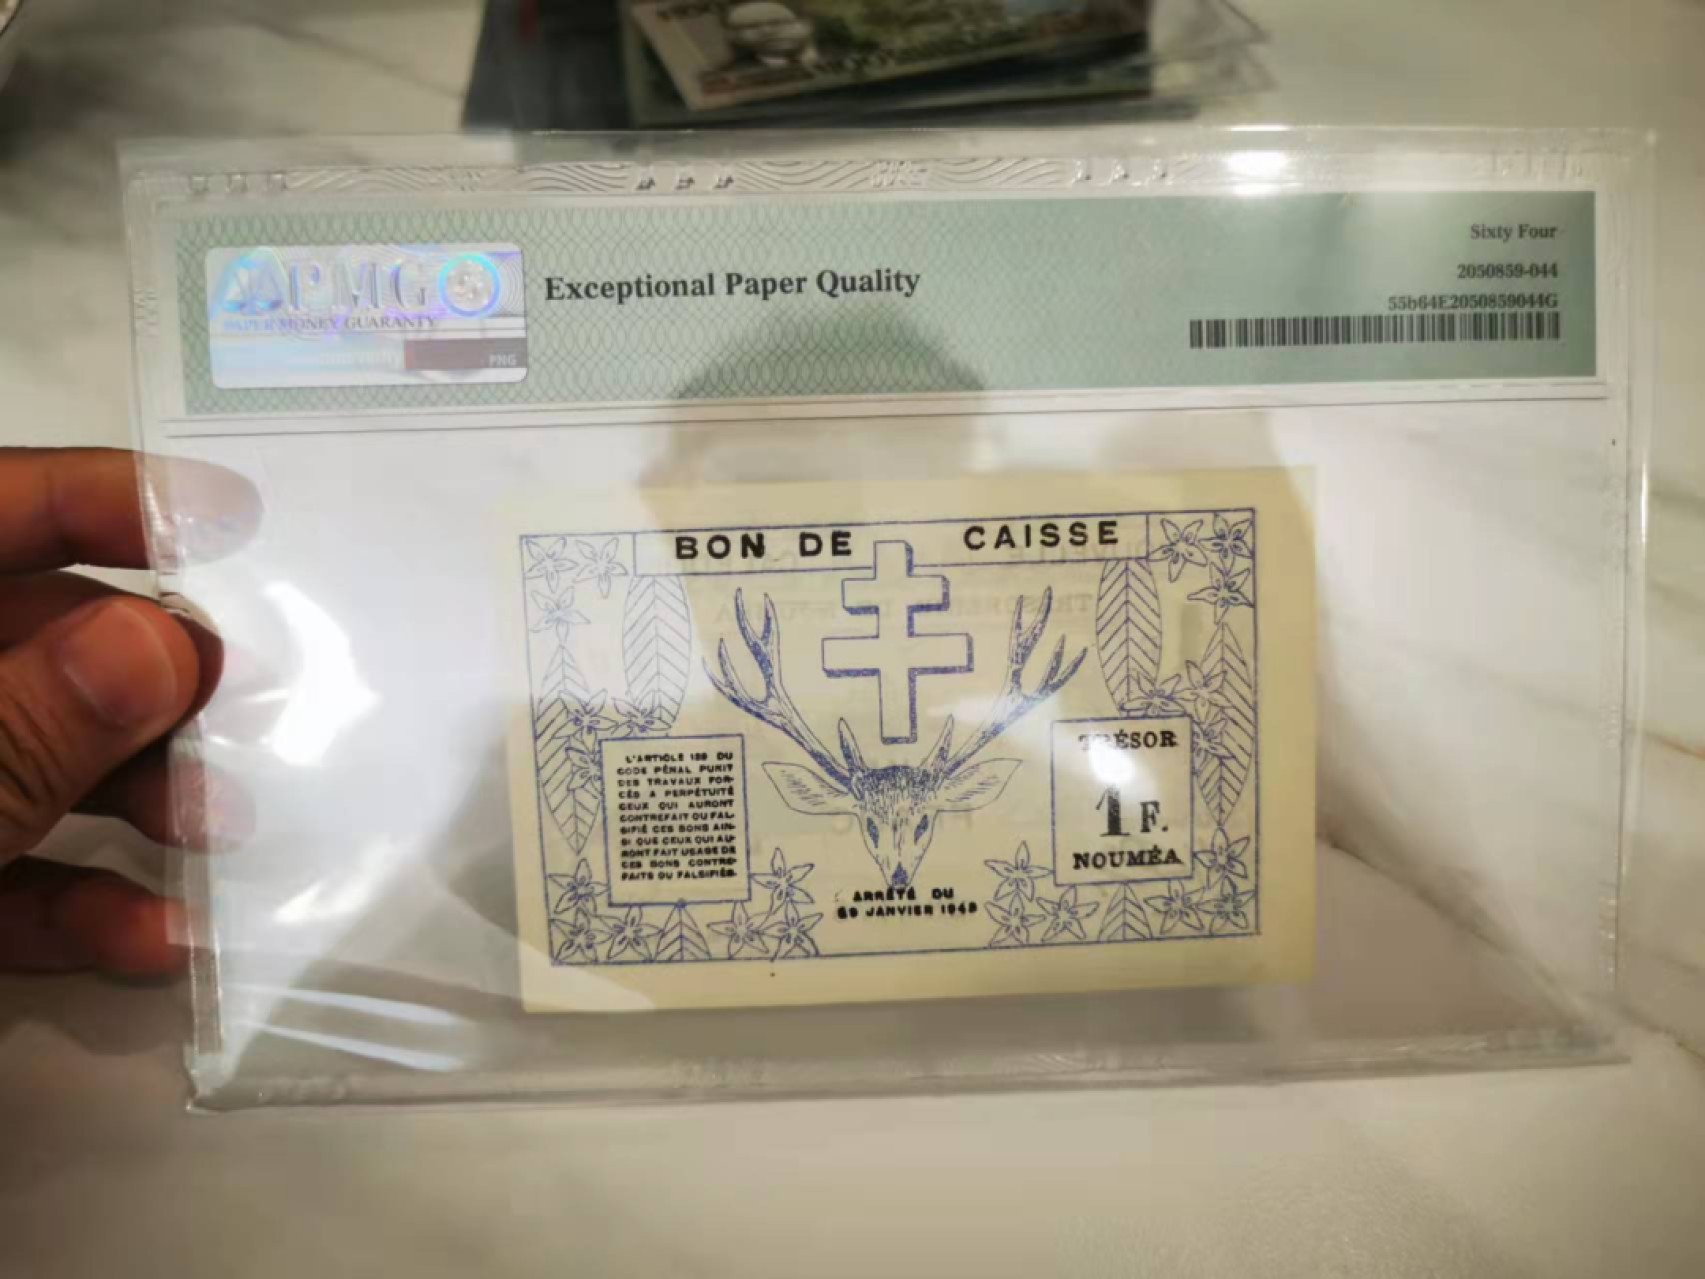 Sixty Four
PMG
PAPER MONEY GUARANTY
PNG
Exceptional Paper Quality
2050859-044
55b64E2050859044G
BON DE CAISSE
L'ARTICLE 139 DU
CODE PÉNAL PUNIT
DES TRAVAUX FOR-
CÉS A PERPÉTUITÉ
CEUX QUI AURONT
CONTREFAIT OU FAL-
SIFIÉ CES BONS AIN-
SI QUE CEUX QUI AU-
RONT FAIT USAGE DE
CES BONS CONTRE-
FAITS OU FALSIFIÉS.
TRÉSOR
1 F.
NOUMÉA
ARRÊTÉ DU
JANVIER